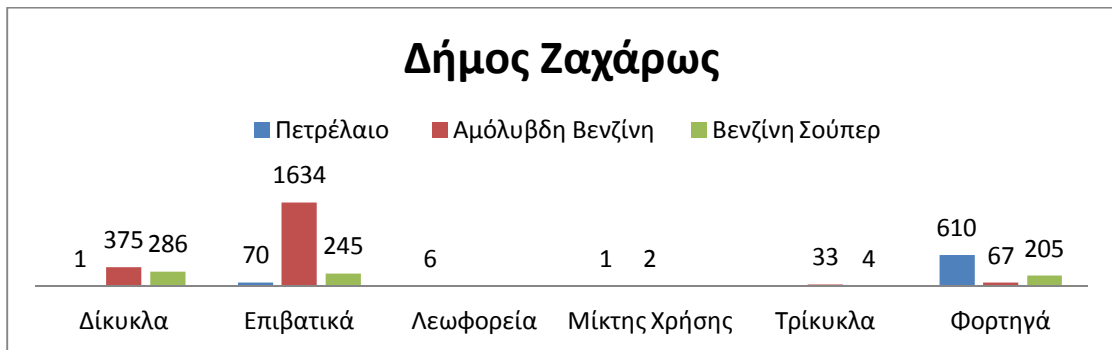 Δήμος Ζαχάρως
Πετρέλαιο Αμόλυβδη Βενζίνη Βενζίνη Σούπερ
1 375 286 70 1634 245 6 1 2 33 4 610 67 205
Δίκυκλα Επιβατικά Λεωφορεία Μίκτης Χρήσης Τρίκυκλα Φορτηγά